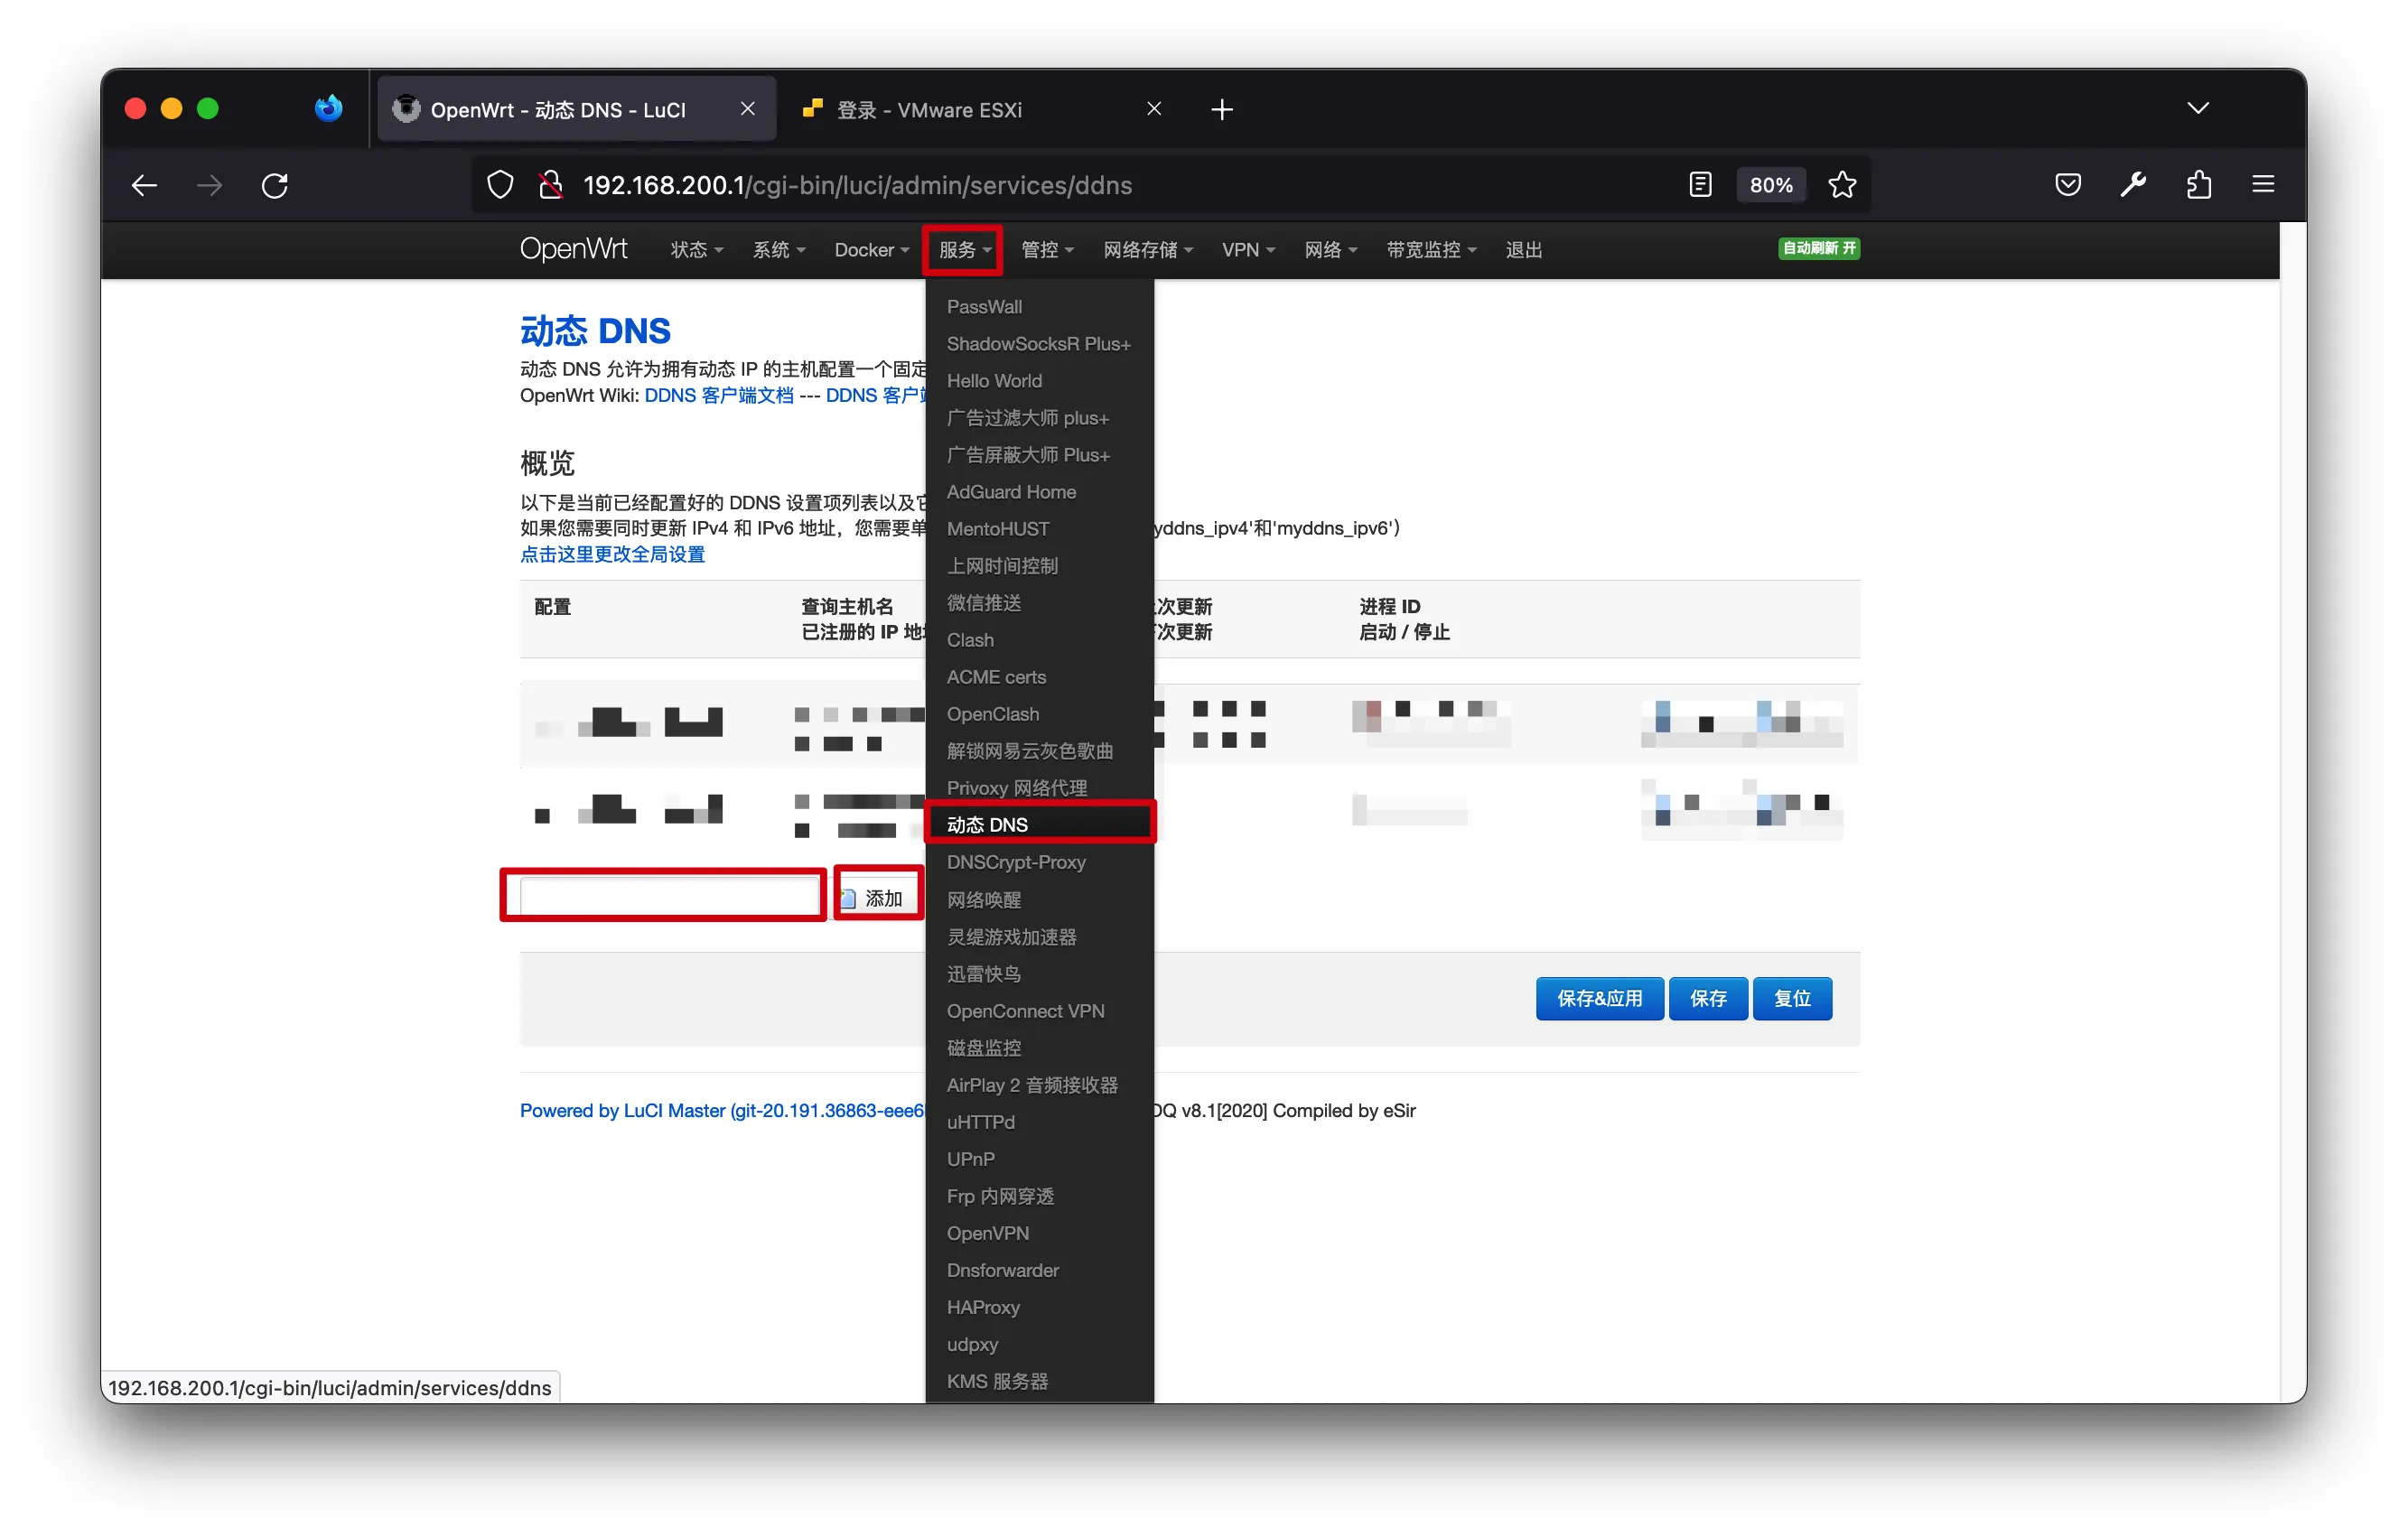 OpenWrt - 动态 DNS - LuCI
登录 - VMware ESXi
192.168.200.1/cgi-bin/luci/admin/services/ddns
80%
OpenWrt 状态 系统 Docker 服务 管控 网络存储 VPN 网络 带宽监控 退出
自动刷新 开
PassWall
ShadowSocksR Plus+
Hello World
广告过滤大师 plus+
广告屏蔽大师 Plus+
AdGuard Home
MentoHUST
上网时间控制
微信推送
Clash
ACME certs
OpenClash
解锁网易云灰色歌曲
Privoxy 网络代理
动态 DNS
DNSCrypt-Proxy
网络唤醒
灵缇游戏加速器
迅雷快鸟
OpenConnect VPN
磁盘监控
AirPlay 2 音频接收器
uHTTPd
UPnP
Frp 内网穿透
OpenVPN
Dnsforwarder
HAProxy
udpxy
KMS 服务器
动态 DNS
动态 DNS 允许为拥有动态 IP 的主机配置一个固定
OpenWrt Wiki: DDNS 客户端文档 --- DDNS 客户
概览
以下是当前已经配置好的 DDNS 设置项列表以及
如果您需要同时更新 IPv4 和 IPv6 地址，您需要单 yddns_ipv4'和'myddns_ipv6'）
点击这里更改全局设置
配置
查询主机名
已注册的 IP
次更新
次更新
进程 ID
启动 / 停止
添加
保存&应用 保存 复位
Powered by LuCI Master (git-20.191.36863-eee6 DQ v8.1[2020] Compiled by eSir
192.168.200.1/cgi-bin/luci/admin/services/ddns